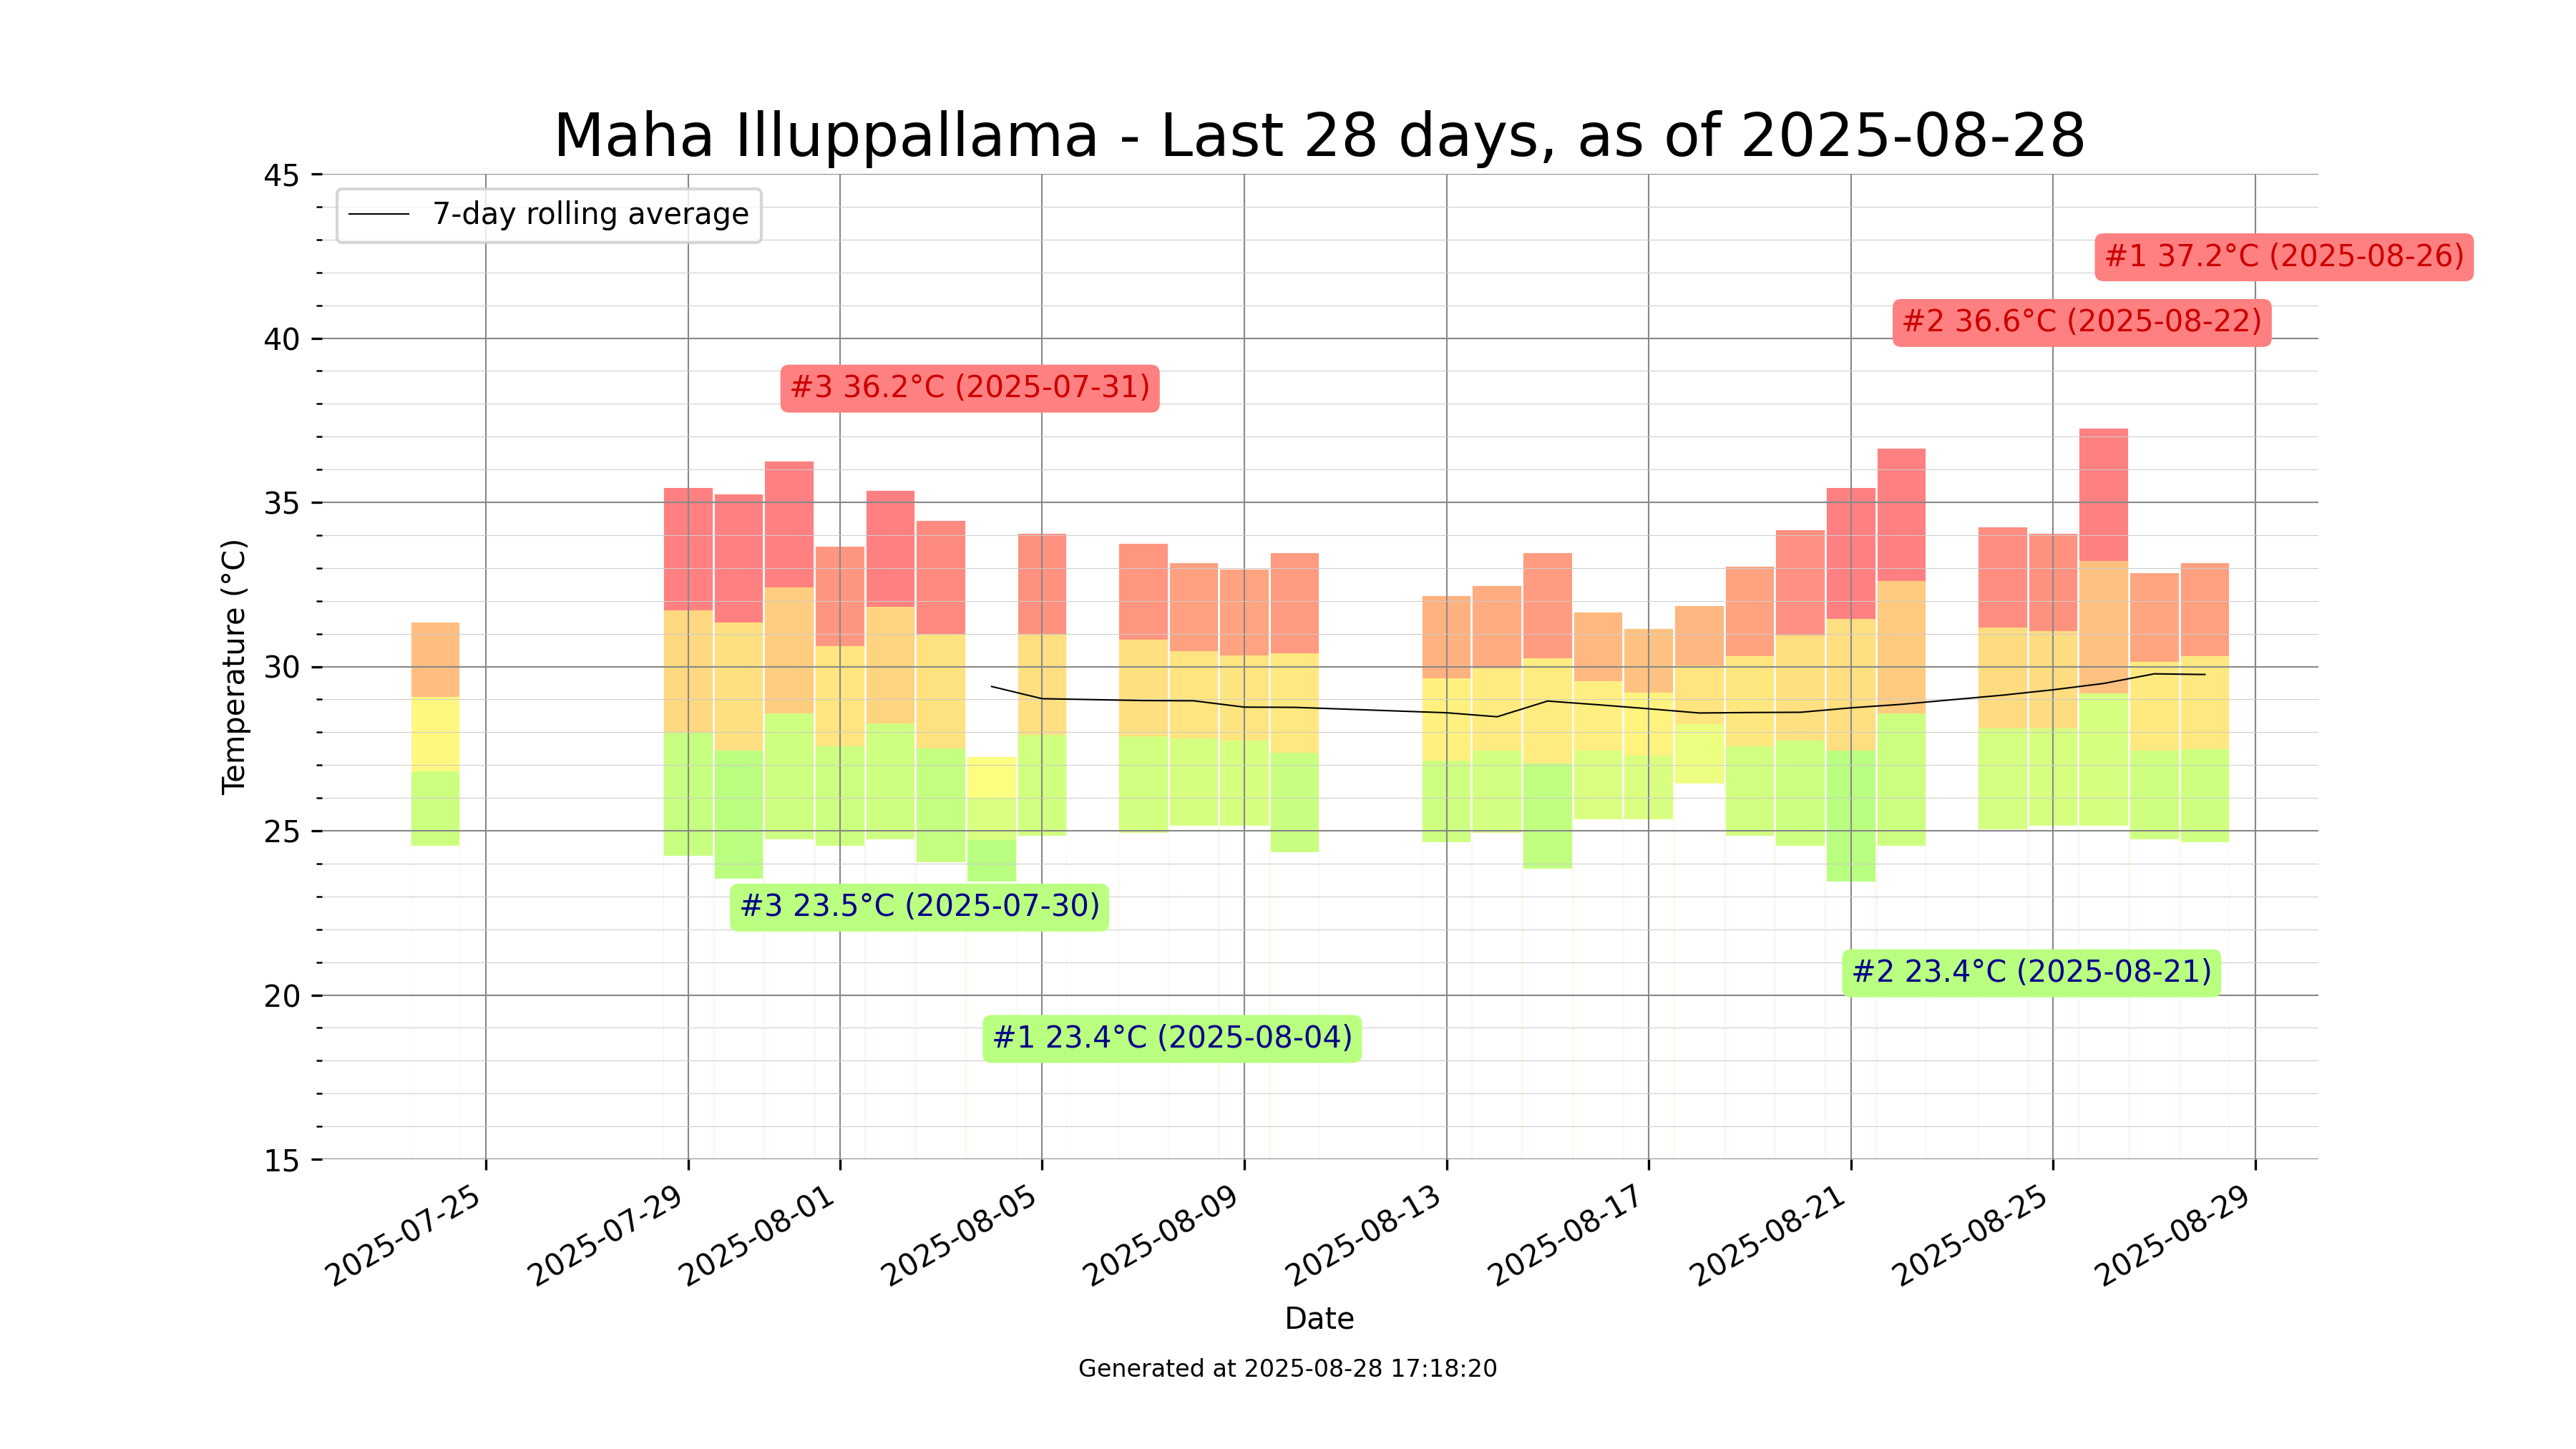 Maha Illuppallama - Last 28 days, as of 2025-08-28
45
7-day rolling average
#1 37.2°C (2025-08-26)
#2 36.6°C (2025-08-22)
40
#3 36.2°C (2025-07-31)
35
Temperature (°C)
30
25
#3 23.5°C (2025-07-30)
#2 23.4°C (2025-08-21)
20
#1 23.4°C (2025-08-04)
15
2025-07-25
2025-07-29
2025-08-01
2025-08-05
2025-08-09
2025-08-13
2025-08-17
2025-08-21
2025-08-25
2025-08-29
Date
Generated at 2025-08-28 17:18:20